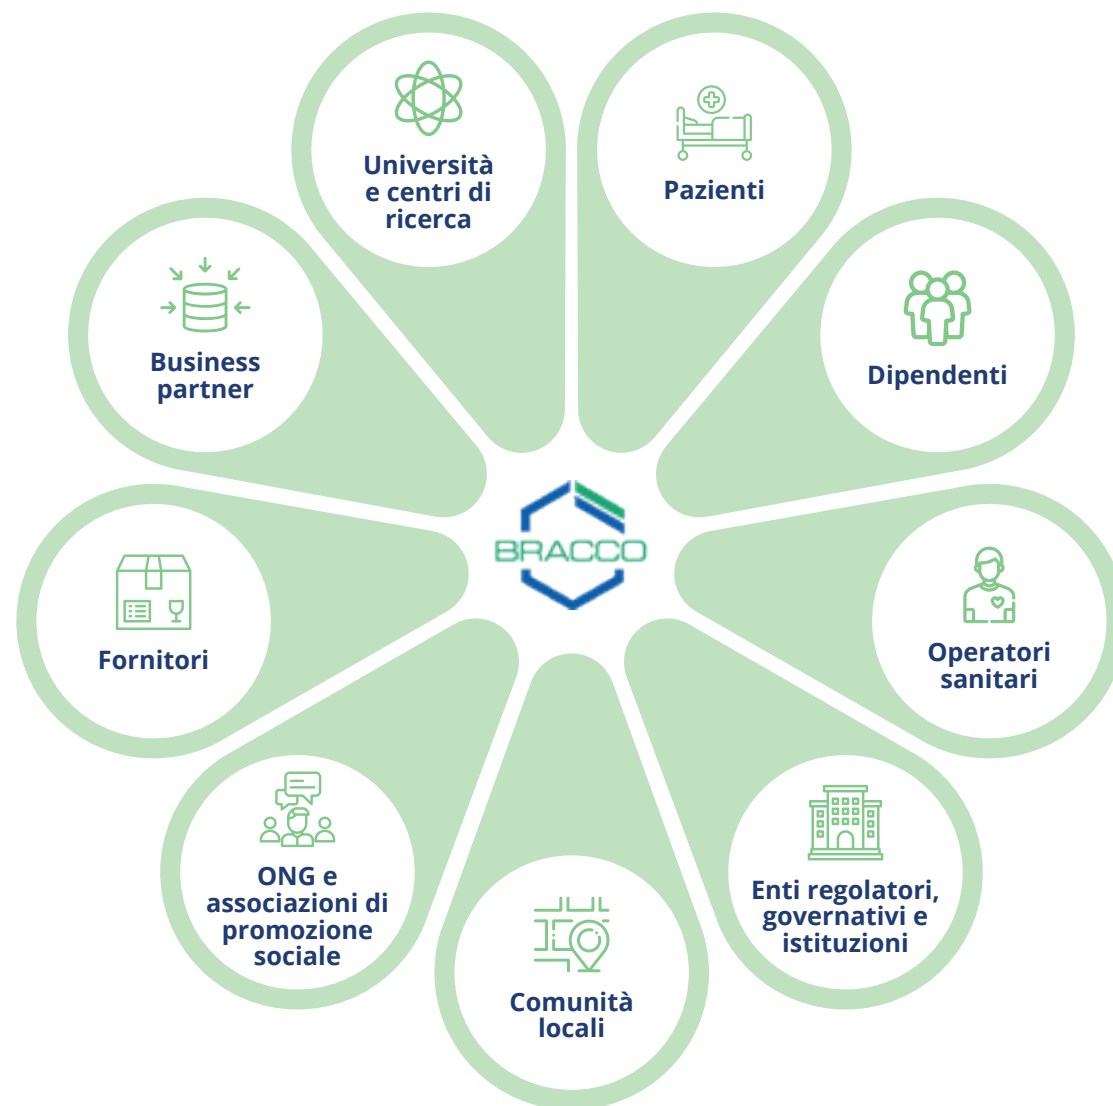 Università
e centri di
ricerca
Pazienti
Business
partner
Dipendenti
BRACCO
Fornitori
Operatori
sanitari
ONG e
associazioni di
promozione
sociale
Enti regolatori,
governativi e
istituzioni
Comunità
locali